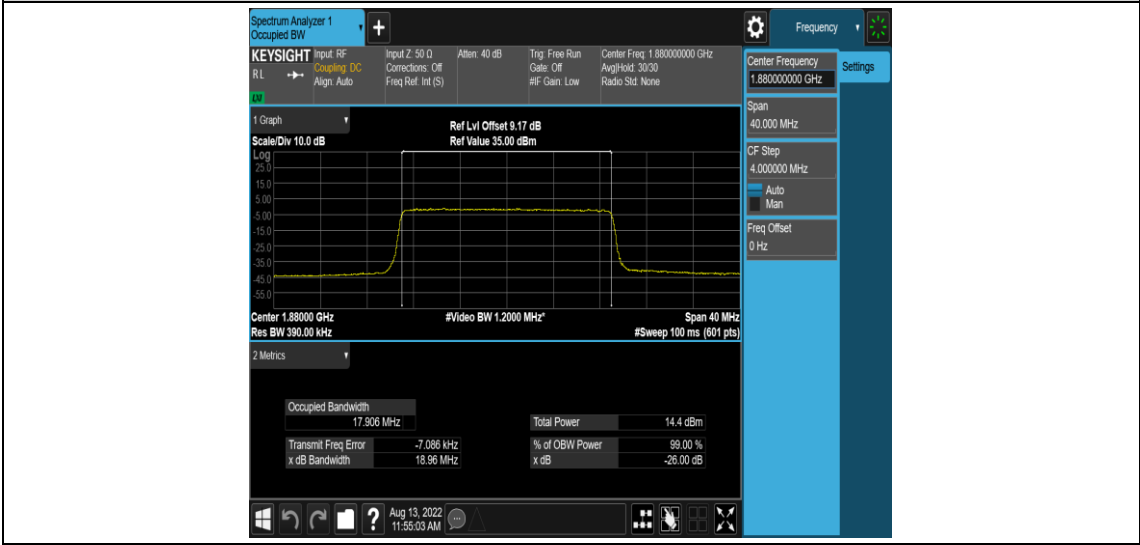 Spectrum Analyzer 1
Occupied BW
+
Frequency
KEYSIGHT Input: RF Input Z: 50 Ω Atten: 40 dB Trig: Free Run Center Freq: 1.880000000 GHz
RL Coupling: DC Corrections: Off Gate: Off Avg|Hold: 30/30
Align: Auto Freq Ref: Int (S) #IF Gain: Low Radio Std: None
LXI
Center Frequency
1.880000000 GHz
Settings
Span
40.000 MHz
CF Step
4.000000 MHz
Auto
Man
Freq Offset
0 Hz
1 Graph
Ref Lvl Offset 9.17 dB
Scale/Div 10.0 dB Ref Value 35.00 dBm
Log
25.0
15.0
5.00
-5.00
-15.0
-25.0
-35.0
-45.0
-55.0
Center 1.88000 GHz #Video BW 1.2000 MHz* Span 40 MHz
Res BW 390.00 kHz #Sweep 100 ms (601 pts)
2 Metrics
Occupied Bandwidth
17.906 MHz Total Power 14.4 dBm
Transmit Freq Error -7.086 kHz % of OBW Power 99.00 %
x dB Bandwidth 18.96 MHz x dB -26.00 dB
? Aug 13, 2022
11:55:03 AM